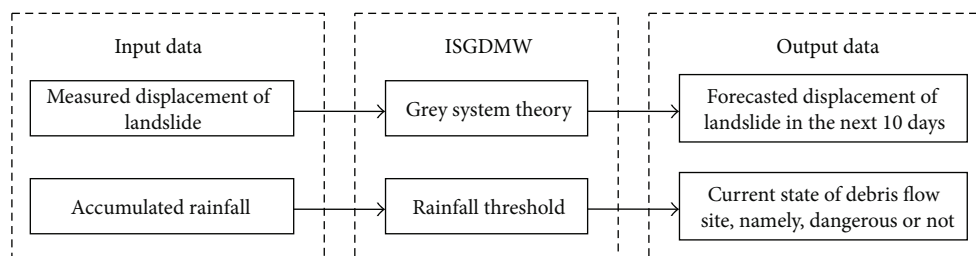 Input data
ISGDMW
Output data
Measured displacement of
landslide
Grey system theory
Forecasted displacement of
landslide in the next 10 days
Accumulated rainfall
Rainfall threshold
Current state of debris flow
site, namely, dangerous or not